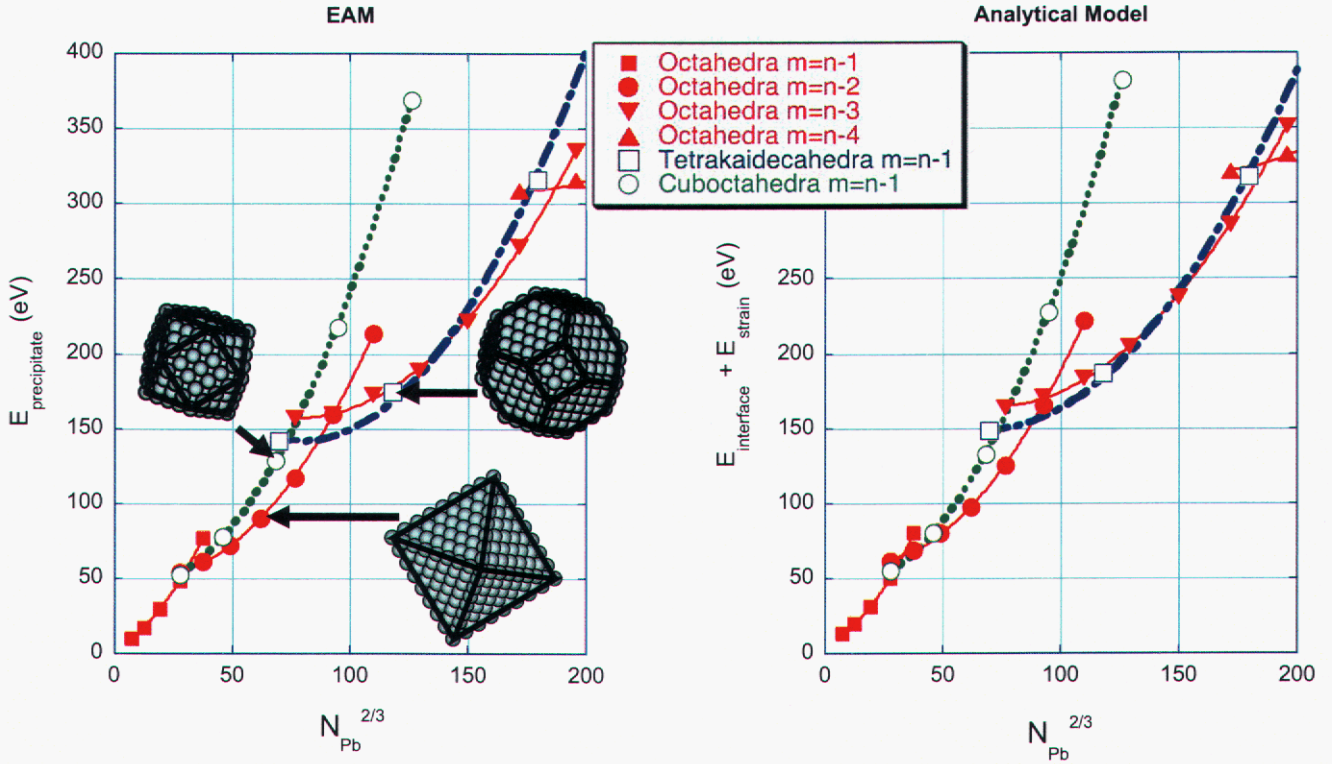 EAM
Analytical Model
Octahedra m=n-1
Octahedra m=n-2
Octahedra m=n-3
Octahedra m=n-4
Tetrakaidecahedra m=n-1
Cuboctahedra m=n-1
E precipitate (eV)
400
350
300
250
200
150
100
50
0
0 50 100 150 200
N Pb 2/3
E interface + E strain (eV)
250
200
150
100
50
0
0 50 100 150 200
N Pb 2/3